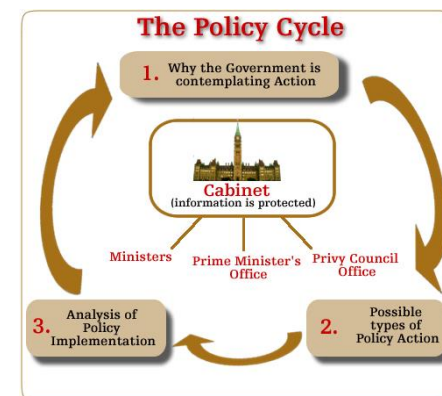 The Policy Cycle
1. Why the Government is
contemplating Action
Cabinet
(information is protected)
Ministers
Prime Minister's
Office
Privy Council
Office
3. Analysis of
Policy
Implementation
2. Possible
types of
Policy Action